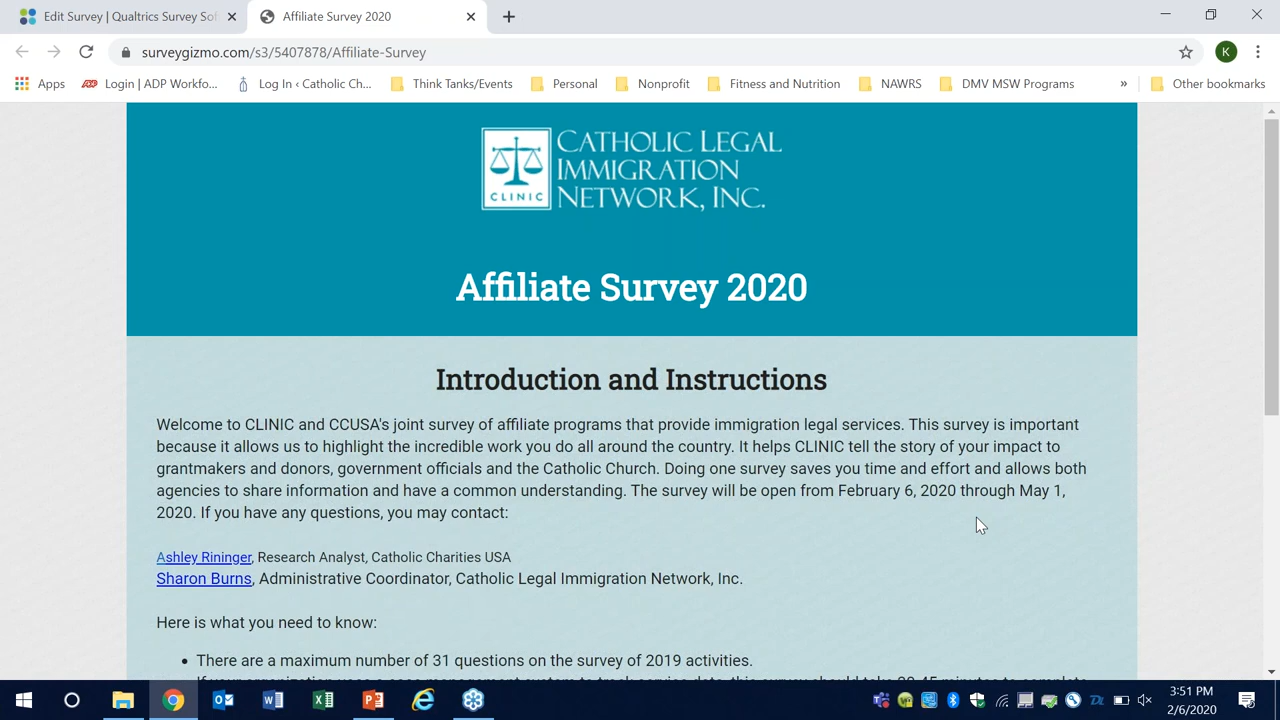 Edit Survey | Qualtrics Survey Sof
Affiliate Survey 2020
surveygizmo.com/s3/5407878/Affiliate-Survey
K
Apps
Login | ADP Workfo...
Log In ‹ Catholic Ch...
Think Tanks/Events
Personal
Nonprofit
Fitness and Nutrition
NAWRS
DMV MSW Programs
»
Other bookmarks
CLINIC
CATHOLIC LEGAL
IMMIGRATION
NETWORK, INC.
Affiliate Survey 2020
Introduction and Instructions
Welcome to CLINIC and CCUSA's joint survey of affiliate programs that provide immigration legal services. This survey is important
because it allows us to highlight the incredible work you do all around the country. It helps CLINIC tell the story of your impact to
grantmakers and donors, government officials and the Catholic Church. Doing one survey saves you time and effort and allows both
agencies to share information and have a common understanding. The survey will be open from February 6, 2020 through May 1,
2020. If you have any questions, you may contact:
Ashley Rininger, Research Analyst, Catholic Charities USA
Sharon Burns, Administrative Coordinator, Catholic Legal Immigration Network, Inc.
Here is what you need to know:
• There are a maximum number of 31 questions on the survey of 2019 activities.
3:51 PM
2/6/2020